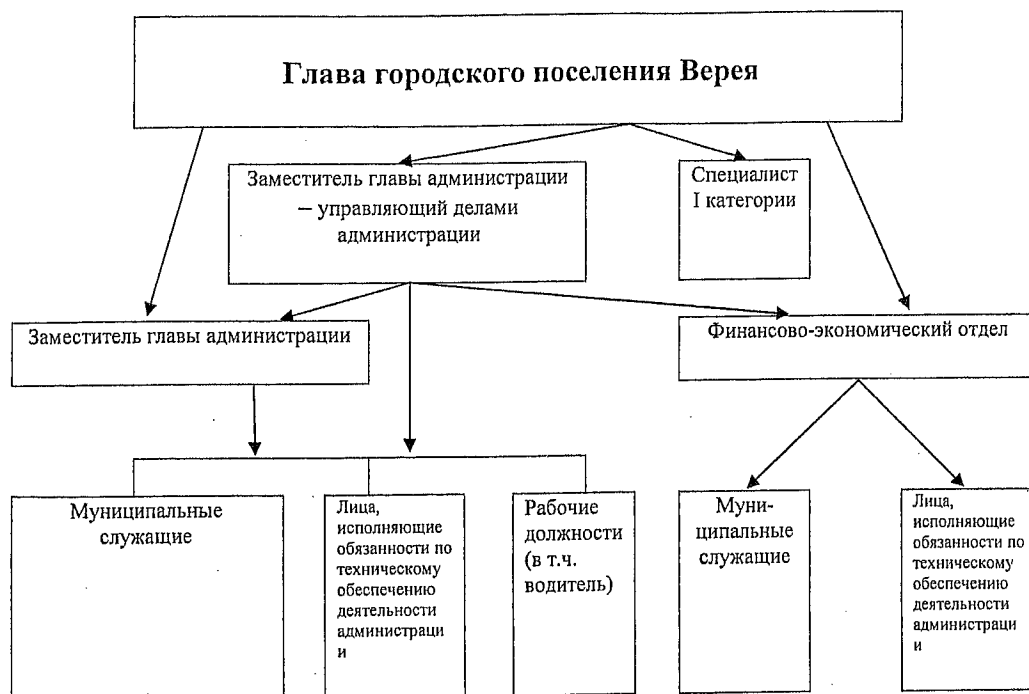 Глава городского поселения Верея
Заместитель главы администрации
– управляющий делами
администрации
Специалист
I категории
Заместитель главы администрации
Финансово-экономический отдел
Муниципальные
служащие
Лица,
исполняющие
обязанности по
техническому
обеспечению
деятельности
администраци
и
Рабочие
должности
(в т.ч.
водитель)
Муни-
ципальные
служащие
Лица,
исполняющие
обязанности по
техническому
обеспечению
деятельности
администраци
и